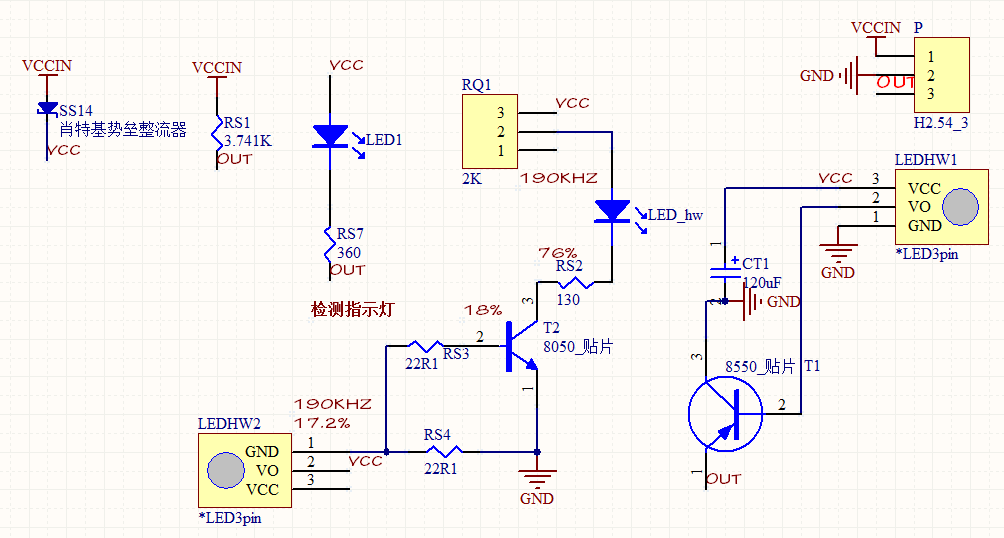 VCCIN
SS14
肖特基势垒整流器
VCC
VCCIN
RS1
3.741K
OUT
VCC
LED1
RS7
360
OUT
检测指示灯
RQ1
3
2
1
2K
VCC
190KHZ
LED_hw
76%
RS2
130
18%
3
2
1
T2
8050_贴片
RS3
22R1
190KHZ
17.2%
LEDHW2
GND
VO
VCC
1
2
3
VCC
*LED3pin
RS4
22R1
GND
VCCIN
P
GND
OUT
1
2
3
H2.54_3
LEDHW1
VCC
3
2
1
VCC
VO
GND
*LED3pin
GND
1
+
CT1
120uF
2
GND
3
8550_贴片
T1
2
1
OUT